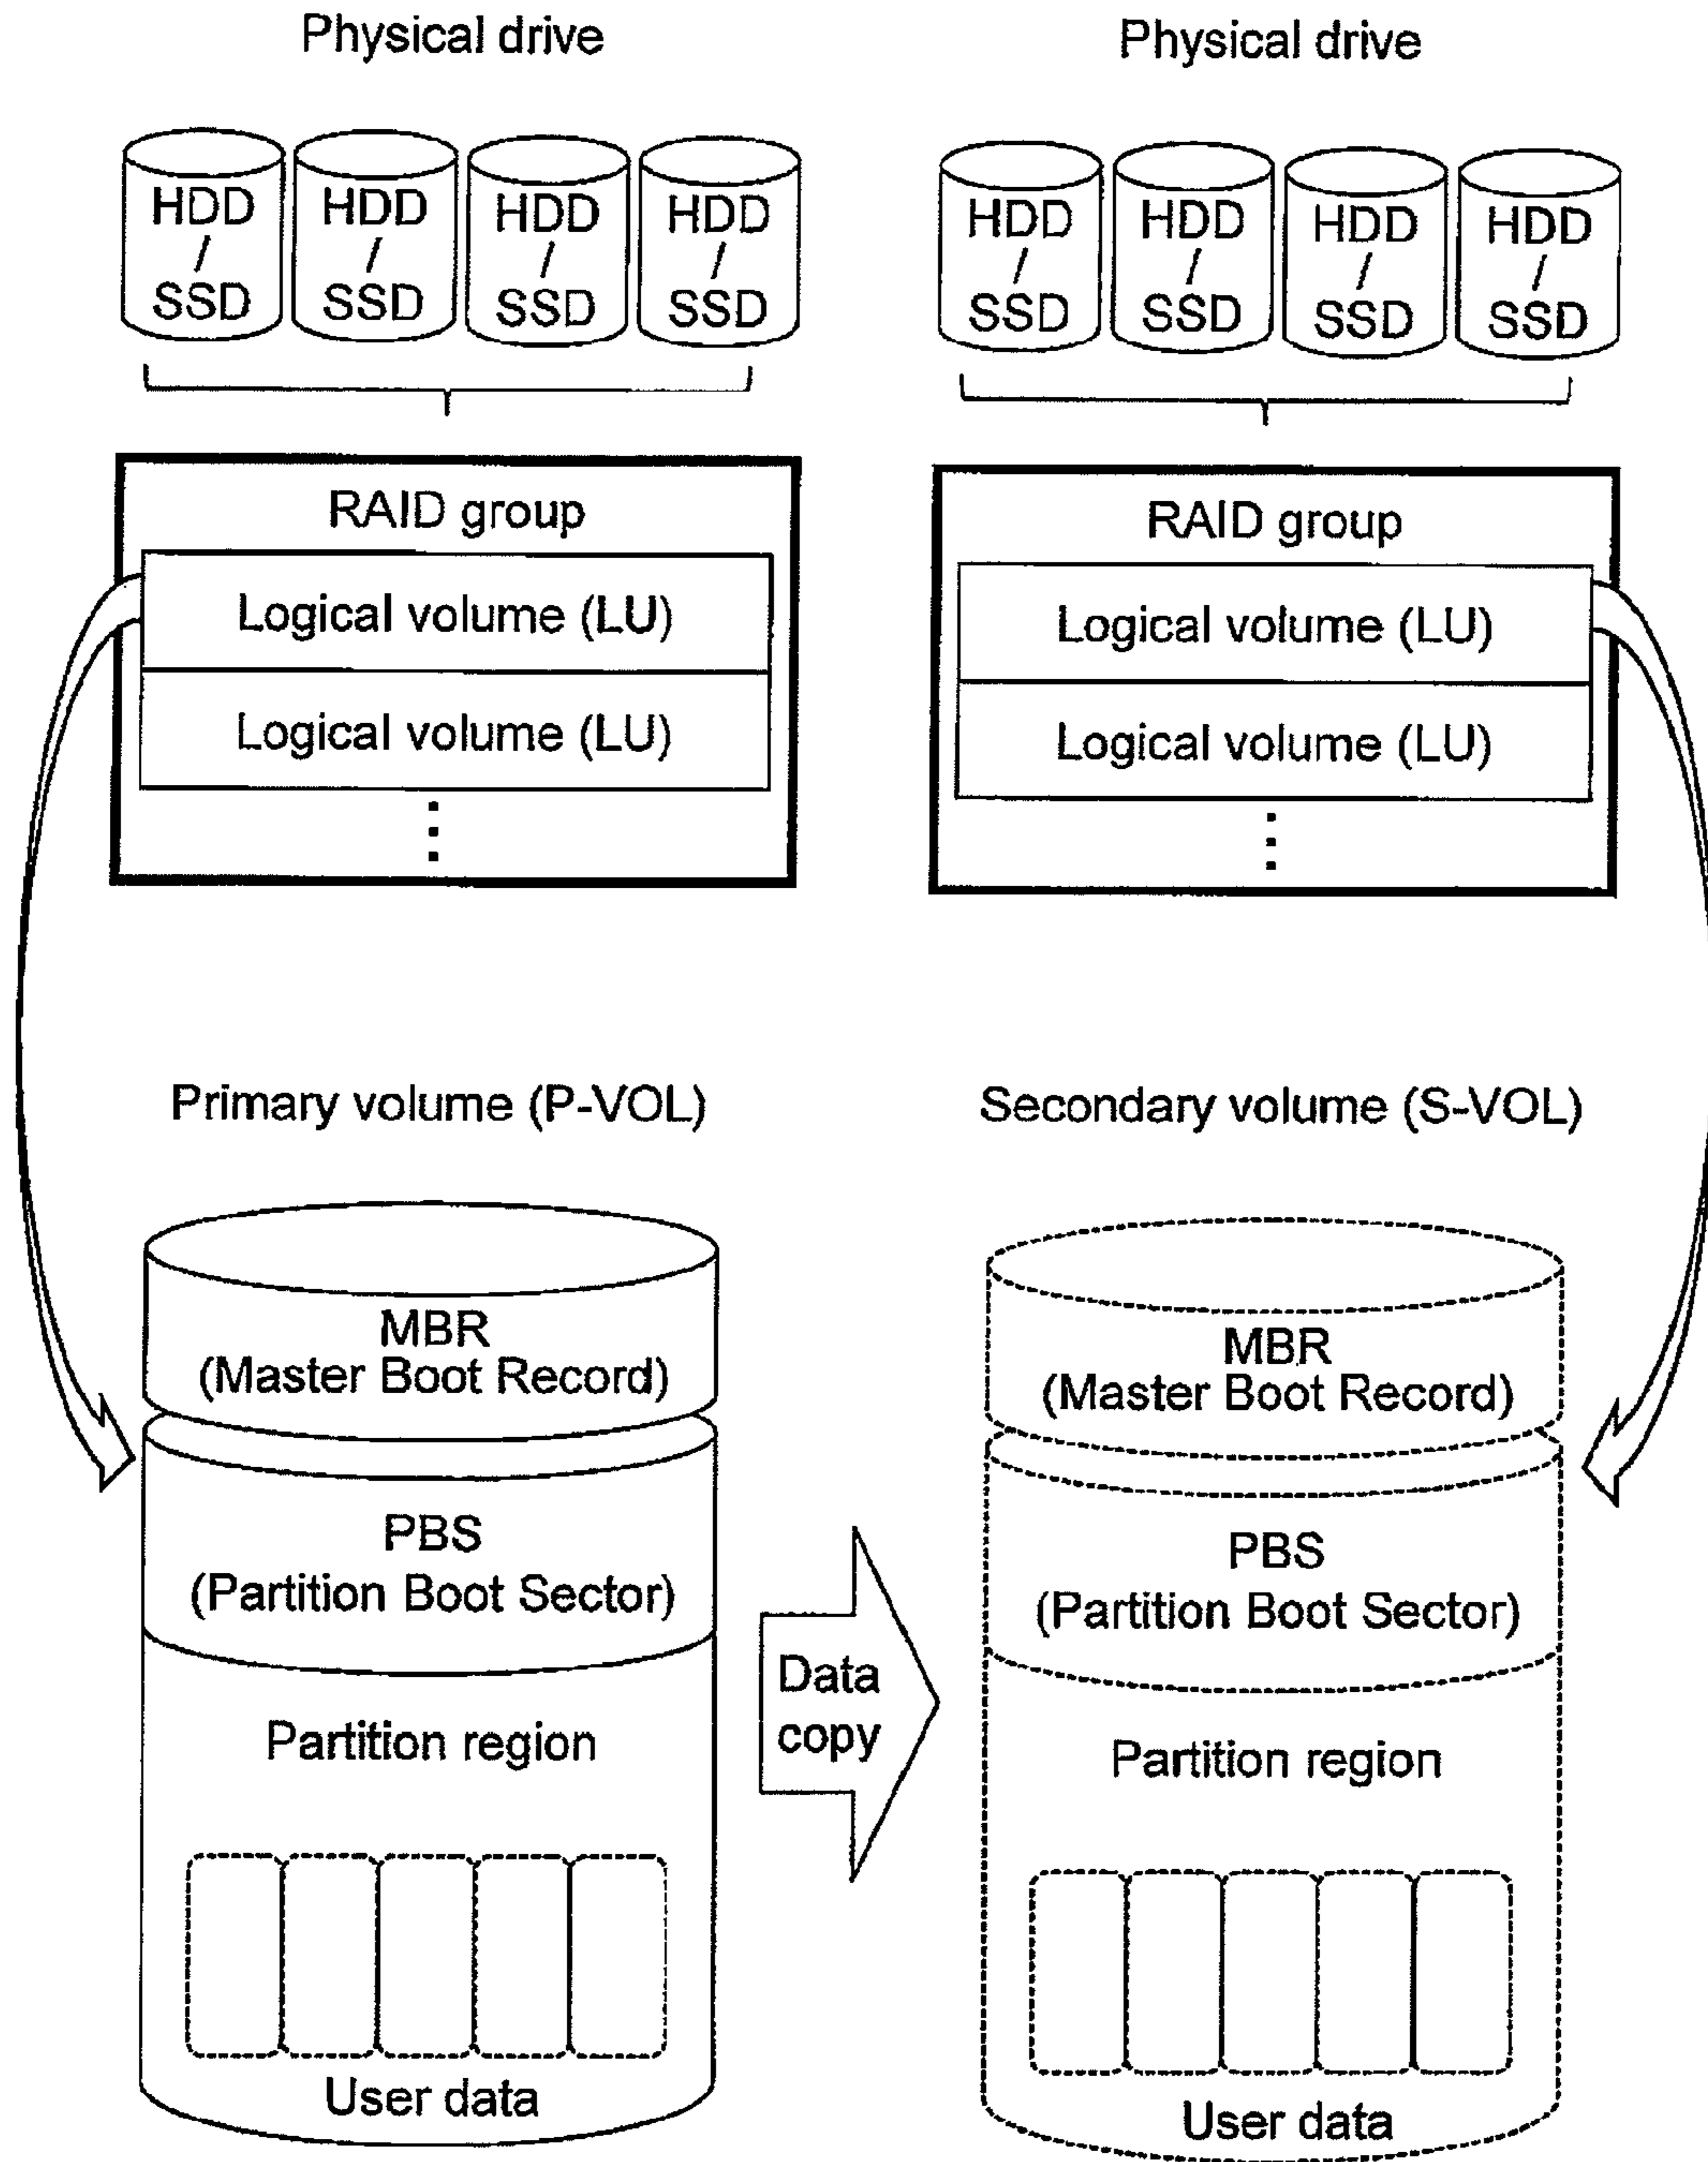 Physical drive
HDD
/
SSD
HDD
/
SSD
HDD
/
SSD
HDD
/
SSD
RAID group
Logical volume (LU)
Logical volume (LU)
Physical drive
HDD
/
SSD
HDD
/
SSD
HDD
/
SSD
HDD
/
SSD
RAID group
Logical volume (LU)
Logical volume (LU)
Primary volume (P-VOL)
MBR
(Master Boot Record)
PBS
(Partition Boot Sector)
Partition region
User data
Data
copy
Secondary volume (S-VOL)
MBR
(Master Boot Record)
PBS
(Partition Boot Sector)
Partition region
User data